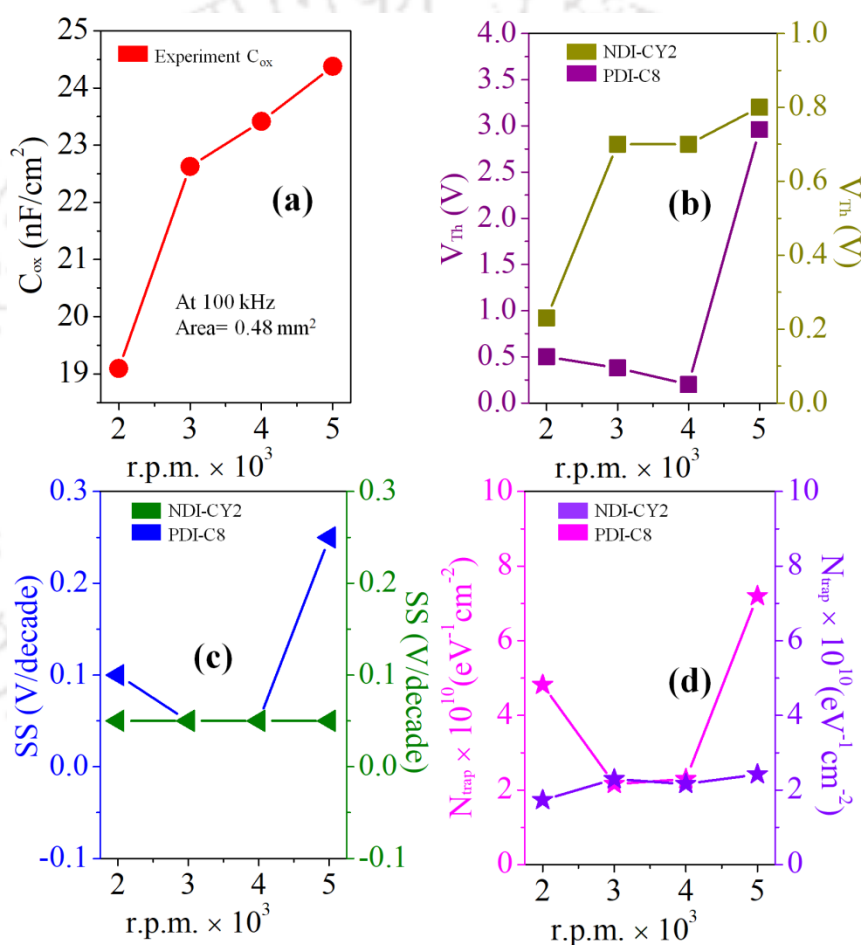 Experiment Cox
(a)
At 100 kHz
Area= 0.48 mm²
Cox (nF/cm²)
25
24
23
22
21
20
19
2 3 4 5
r.p.m. × 10³
NDI-CY2
PDI-C8
(b)
VTh (V)
4.0
3.5
3.0
2.5
2.0
1.5
1.0
0.5
0.0
VTh (V)
1.0
0.8
0.6
0.4
0.2
0.0
2 3 4 5
r.p.m. × 10³
NDI-CY2
PDI-C8
(c)
SS (V/decade)
0.3
0.2
0.1
0.0
-0.1
SS (V/decade)
0.3
0.2
0.1
0.0
-0.1
2 3 4 5
r.p.m. × 10³
NDI-CY2
PDI-C8
(d)
Ntrap × 10¹⁰ (eV⁻¹cm⁻²)
10
8
6
4
2
0
Ntrap × 10¹⁰ (eV⁻¹cm⁻²)
10
8
6
4
2
0
2 3 4 5
r.p.m. × 10³